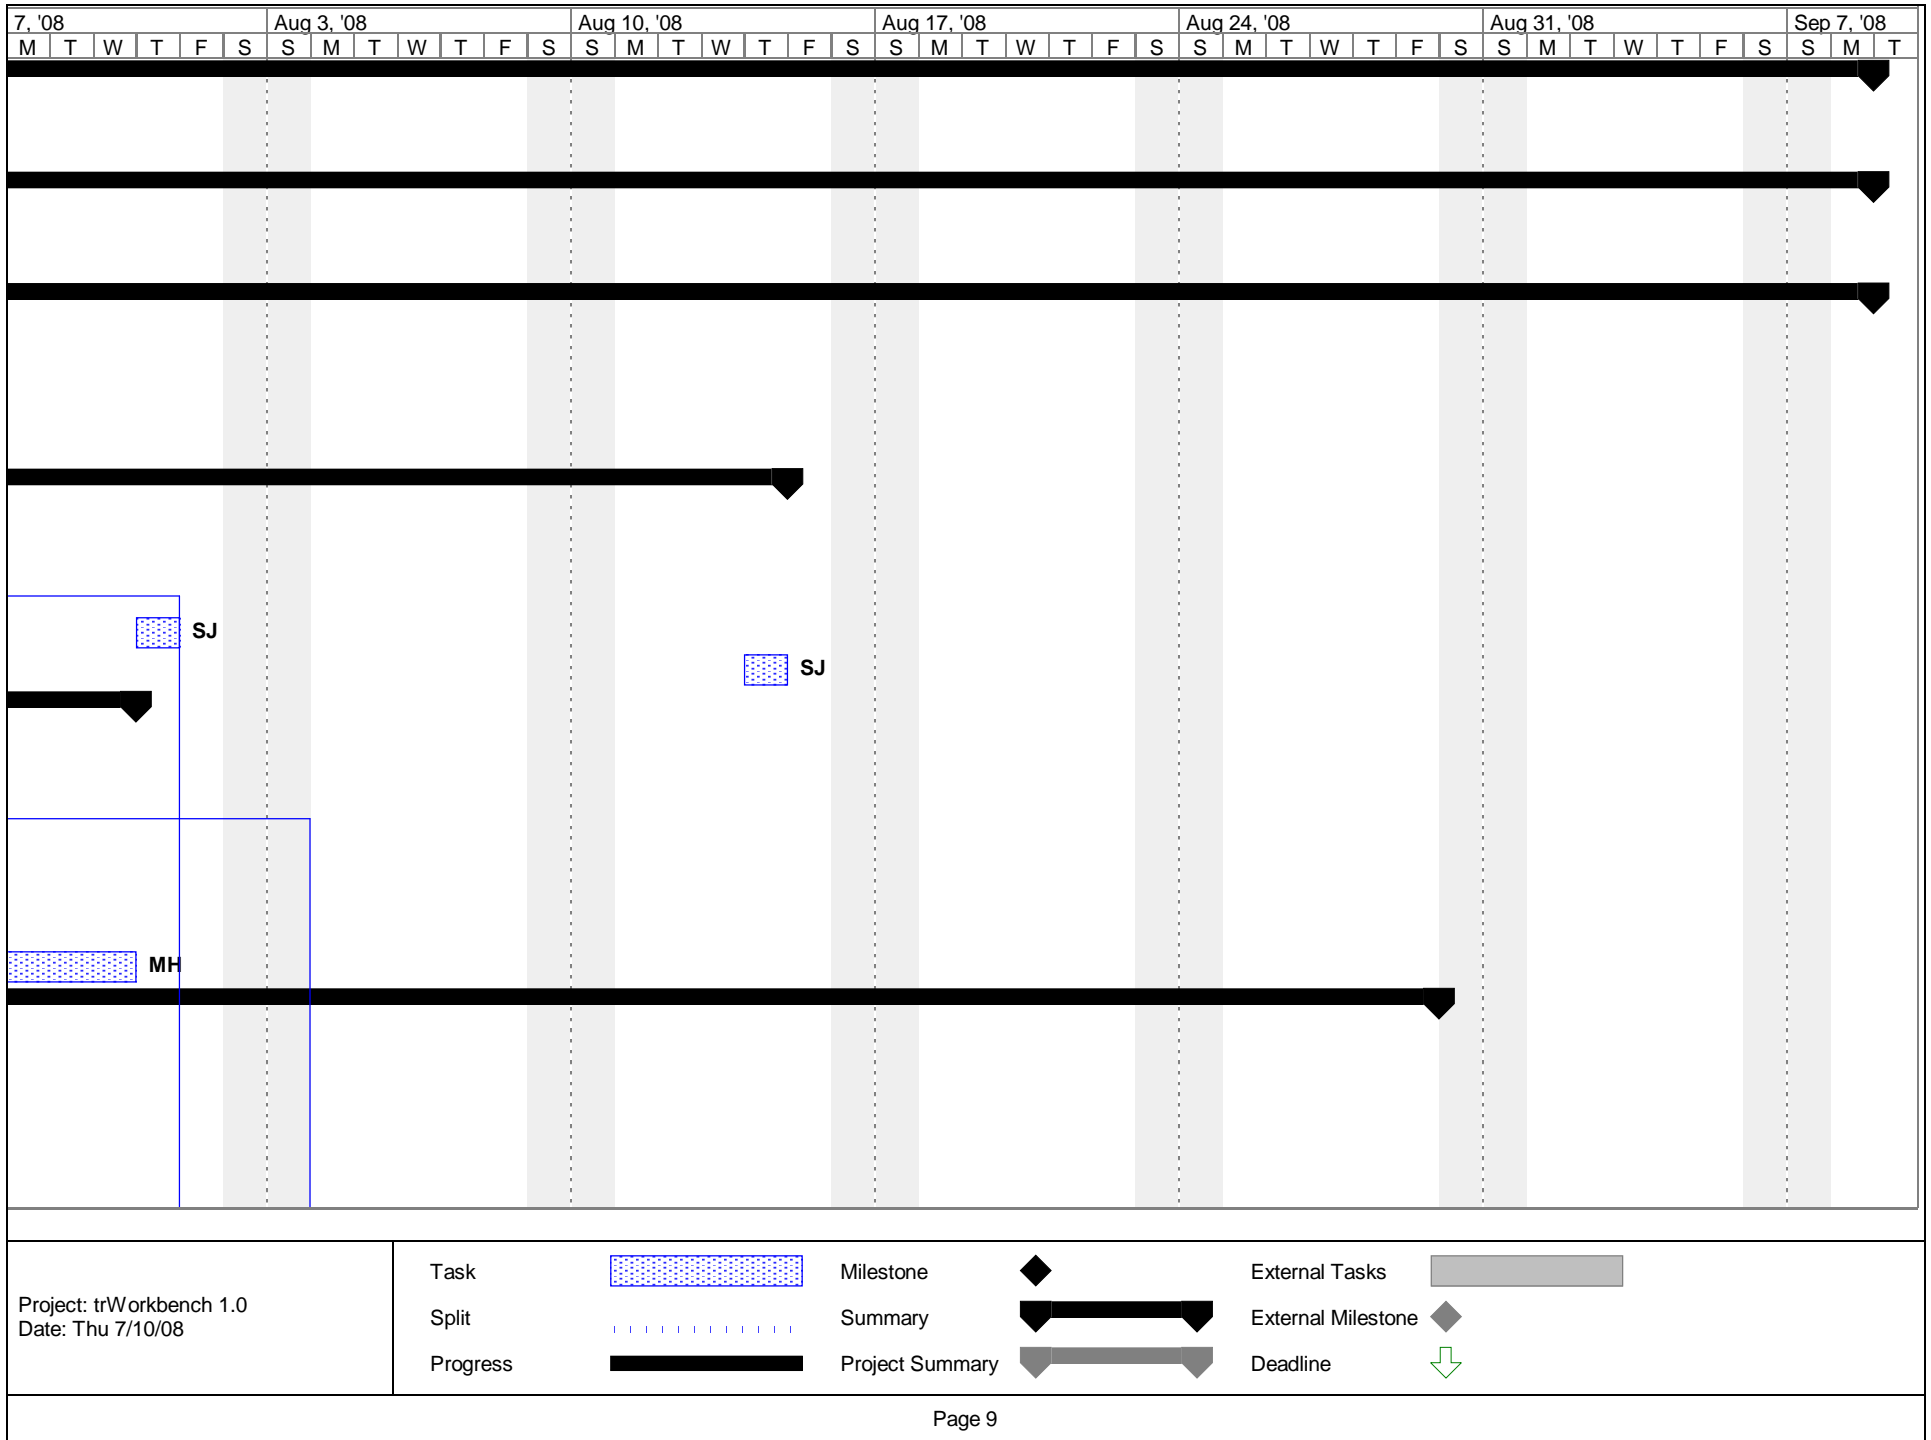 7, '08 Aug 3, '08 Aug 10, '08 Aug 17, '08 Aug 24, '08 Aug 31, '08 Sep 7, '08
M T W T F S S M T W T F S S M T W T F S S M T W T F S S M T W T F S S M T W T F S S M T
SJ
SJ
MH
Project: trWorkbench 1.0
Date: Thu 7/10/08
Task Milestone External Tasks
Split Summary External Milestone
Progress Project Summary Deadline
Page 9